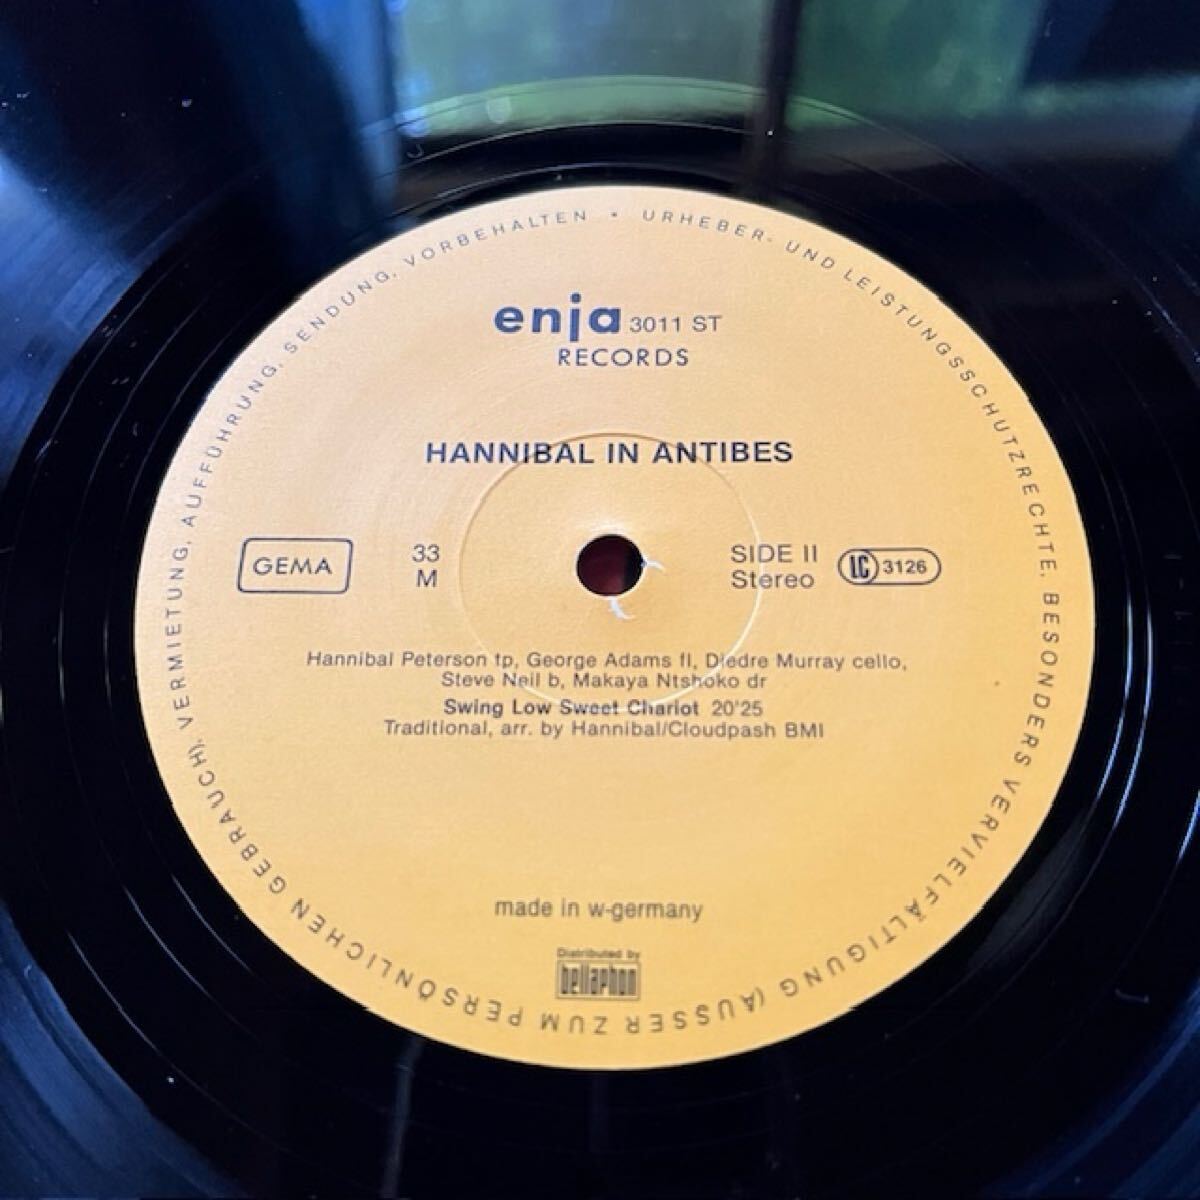 URHEBER- UND LEISTUNGSSCHUTZRECHTE, BESONDERS VERVIELFÄLTIGUNG (AUSSER ZUM PERSÖNLICHEN GEBRAUCH), VERMIETUNG, AUFFÜHRUNG, SENDUNG, VORBEHALTEN •
enja 3011 ST
RECORDS
HANNIBAL IN ANTIBES
GEMA
33
M
SIDE II
Stereo
LC 3126
Hannibal Peterson tp, George Adams fl, Diedre Murray cello,
Steve Neil b, Makaya Ntshoko dr
Swing Low Sweet Chariot 20'25
Traditional, arr. by Hannibal/Cloudpash BMI
made in w-germany
Distributed by
bellaphon